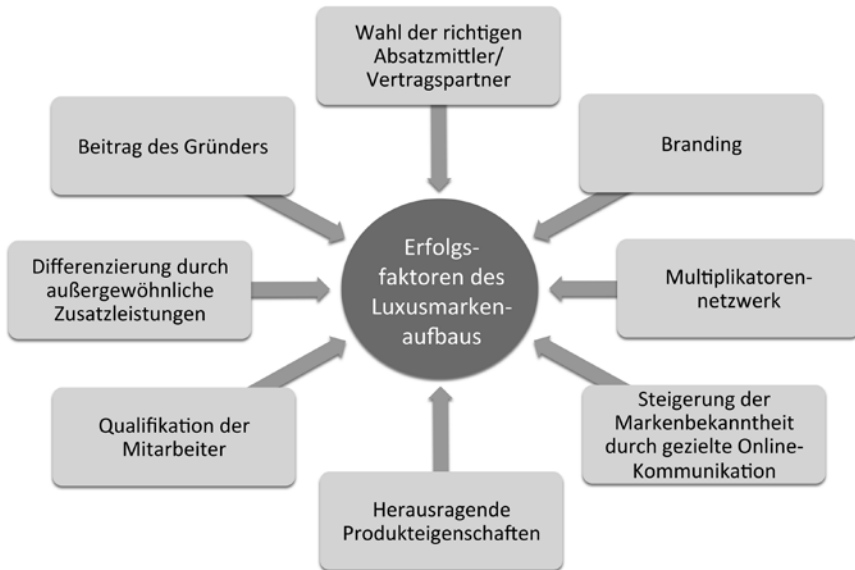 Wahl der richtigen
Absatzmittler/
Vertragspartner
Beitrag des Gründers
Branding
Erfolgs-
faktoren des
Luxusmarken-
aufbaus
Differenzierung durch
außergewöhnliche
Zusatzleistungen
Multiplikatoren-
netzwerk
Qualifikation der
Mitarbeiter
Steigerung der
Markenbekanntheit
durch gezielte Online-
Kommunikation
Herausragende
Produkteigenschaften